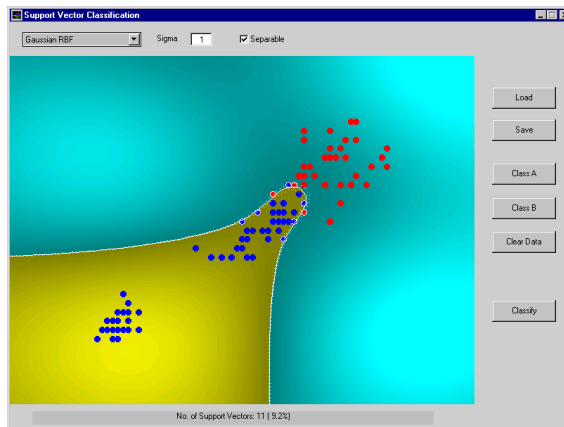 Support Vector Classification
Gaussian RBF
Sigma
1
Separable
Load
Save
Class A
Class B
Clear Data
Classify
No. of Support Vectors: 11 ( 9.2%)